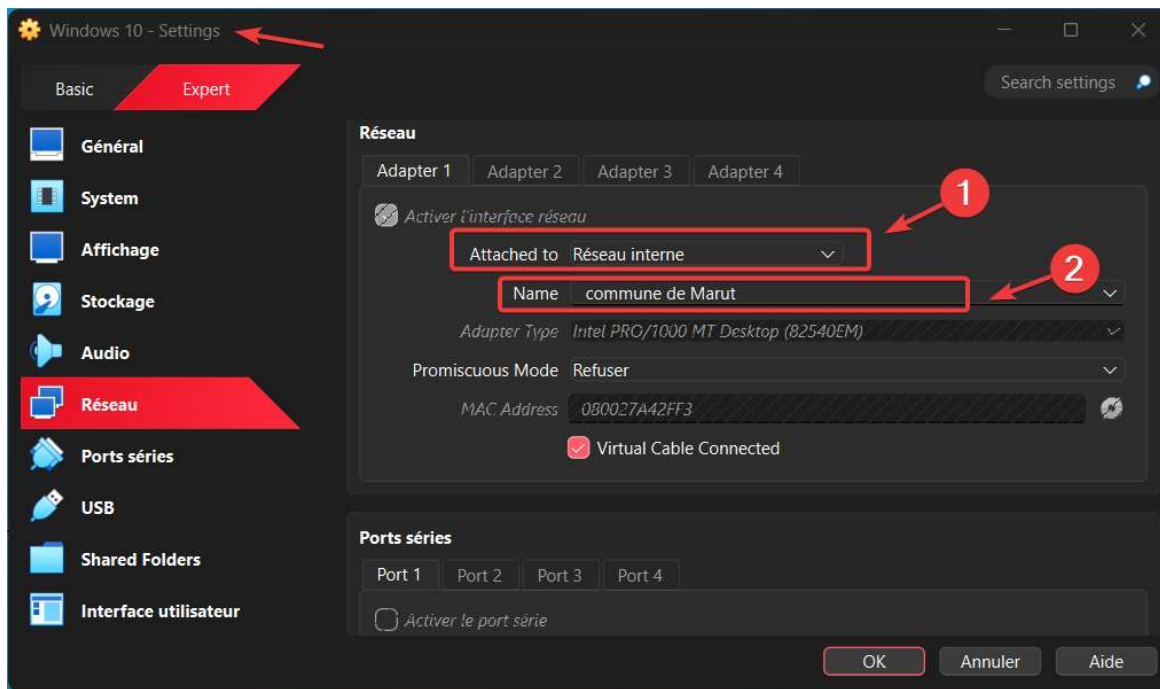 Windows 10 - Settings
Basic
Expert
Search settings
Général
System
Affichage
Stockage
Audio
Réseau
Ports séries
USB
Shared Folders
Interface utilisateur
Réseau
Adapter 1 Adapter 2 Adapter 3 Adapter 4
Activer l'interface réseau
1
Attached to Réseau interne
2
Name commune de Marut
Adapter Type Intel PRO/1000 MT Desktop (82540EM)
Promiscuous Mode Refuser
MAC Address 080027A42FF3
Virtual Cable Connected
Ports séries
Port 1 Port 2 Port 3 Port 4
Activer le port série
OK Annuler Aide